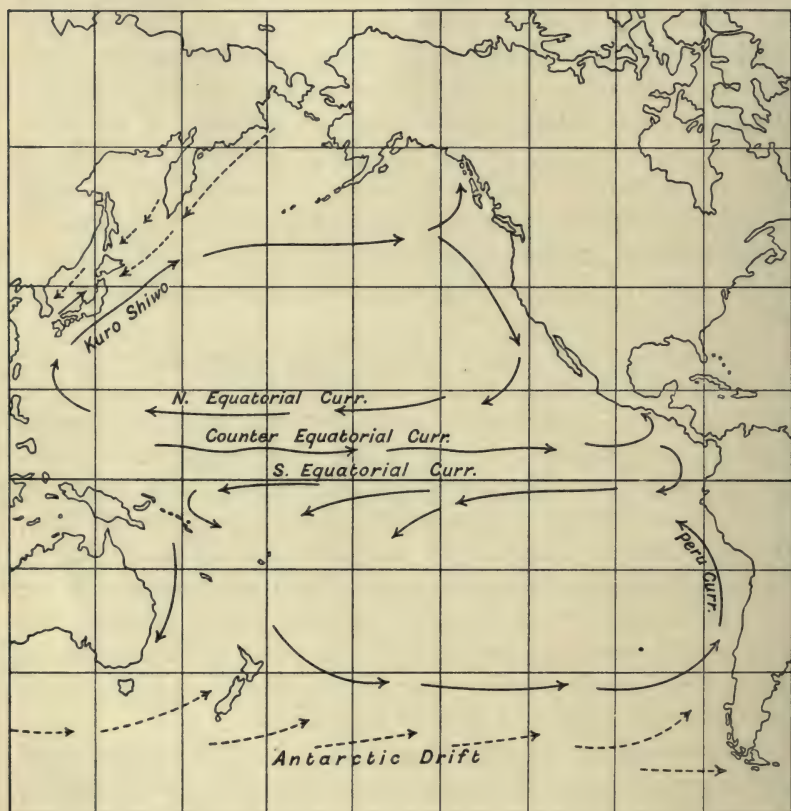 Kuro Shiwo
N. Equatorial Curr.
Counter Equatorial Curr.
S. Equatorial Curr.
Peru Curr.
Antarctic Drift